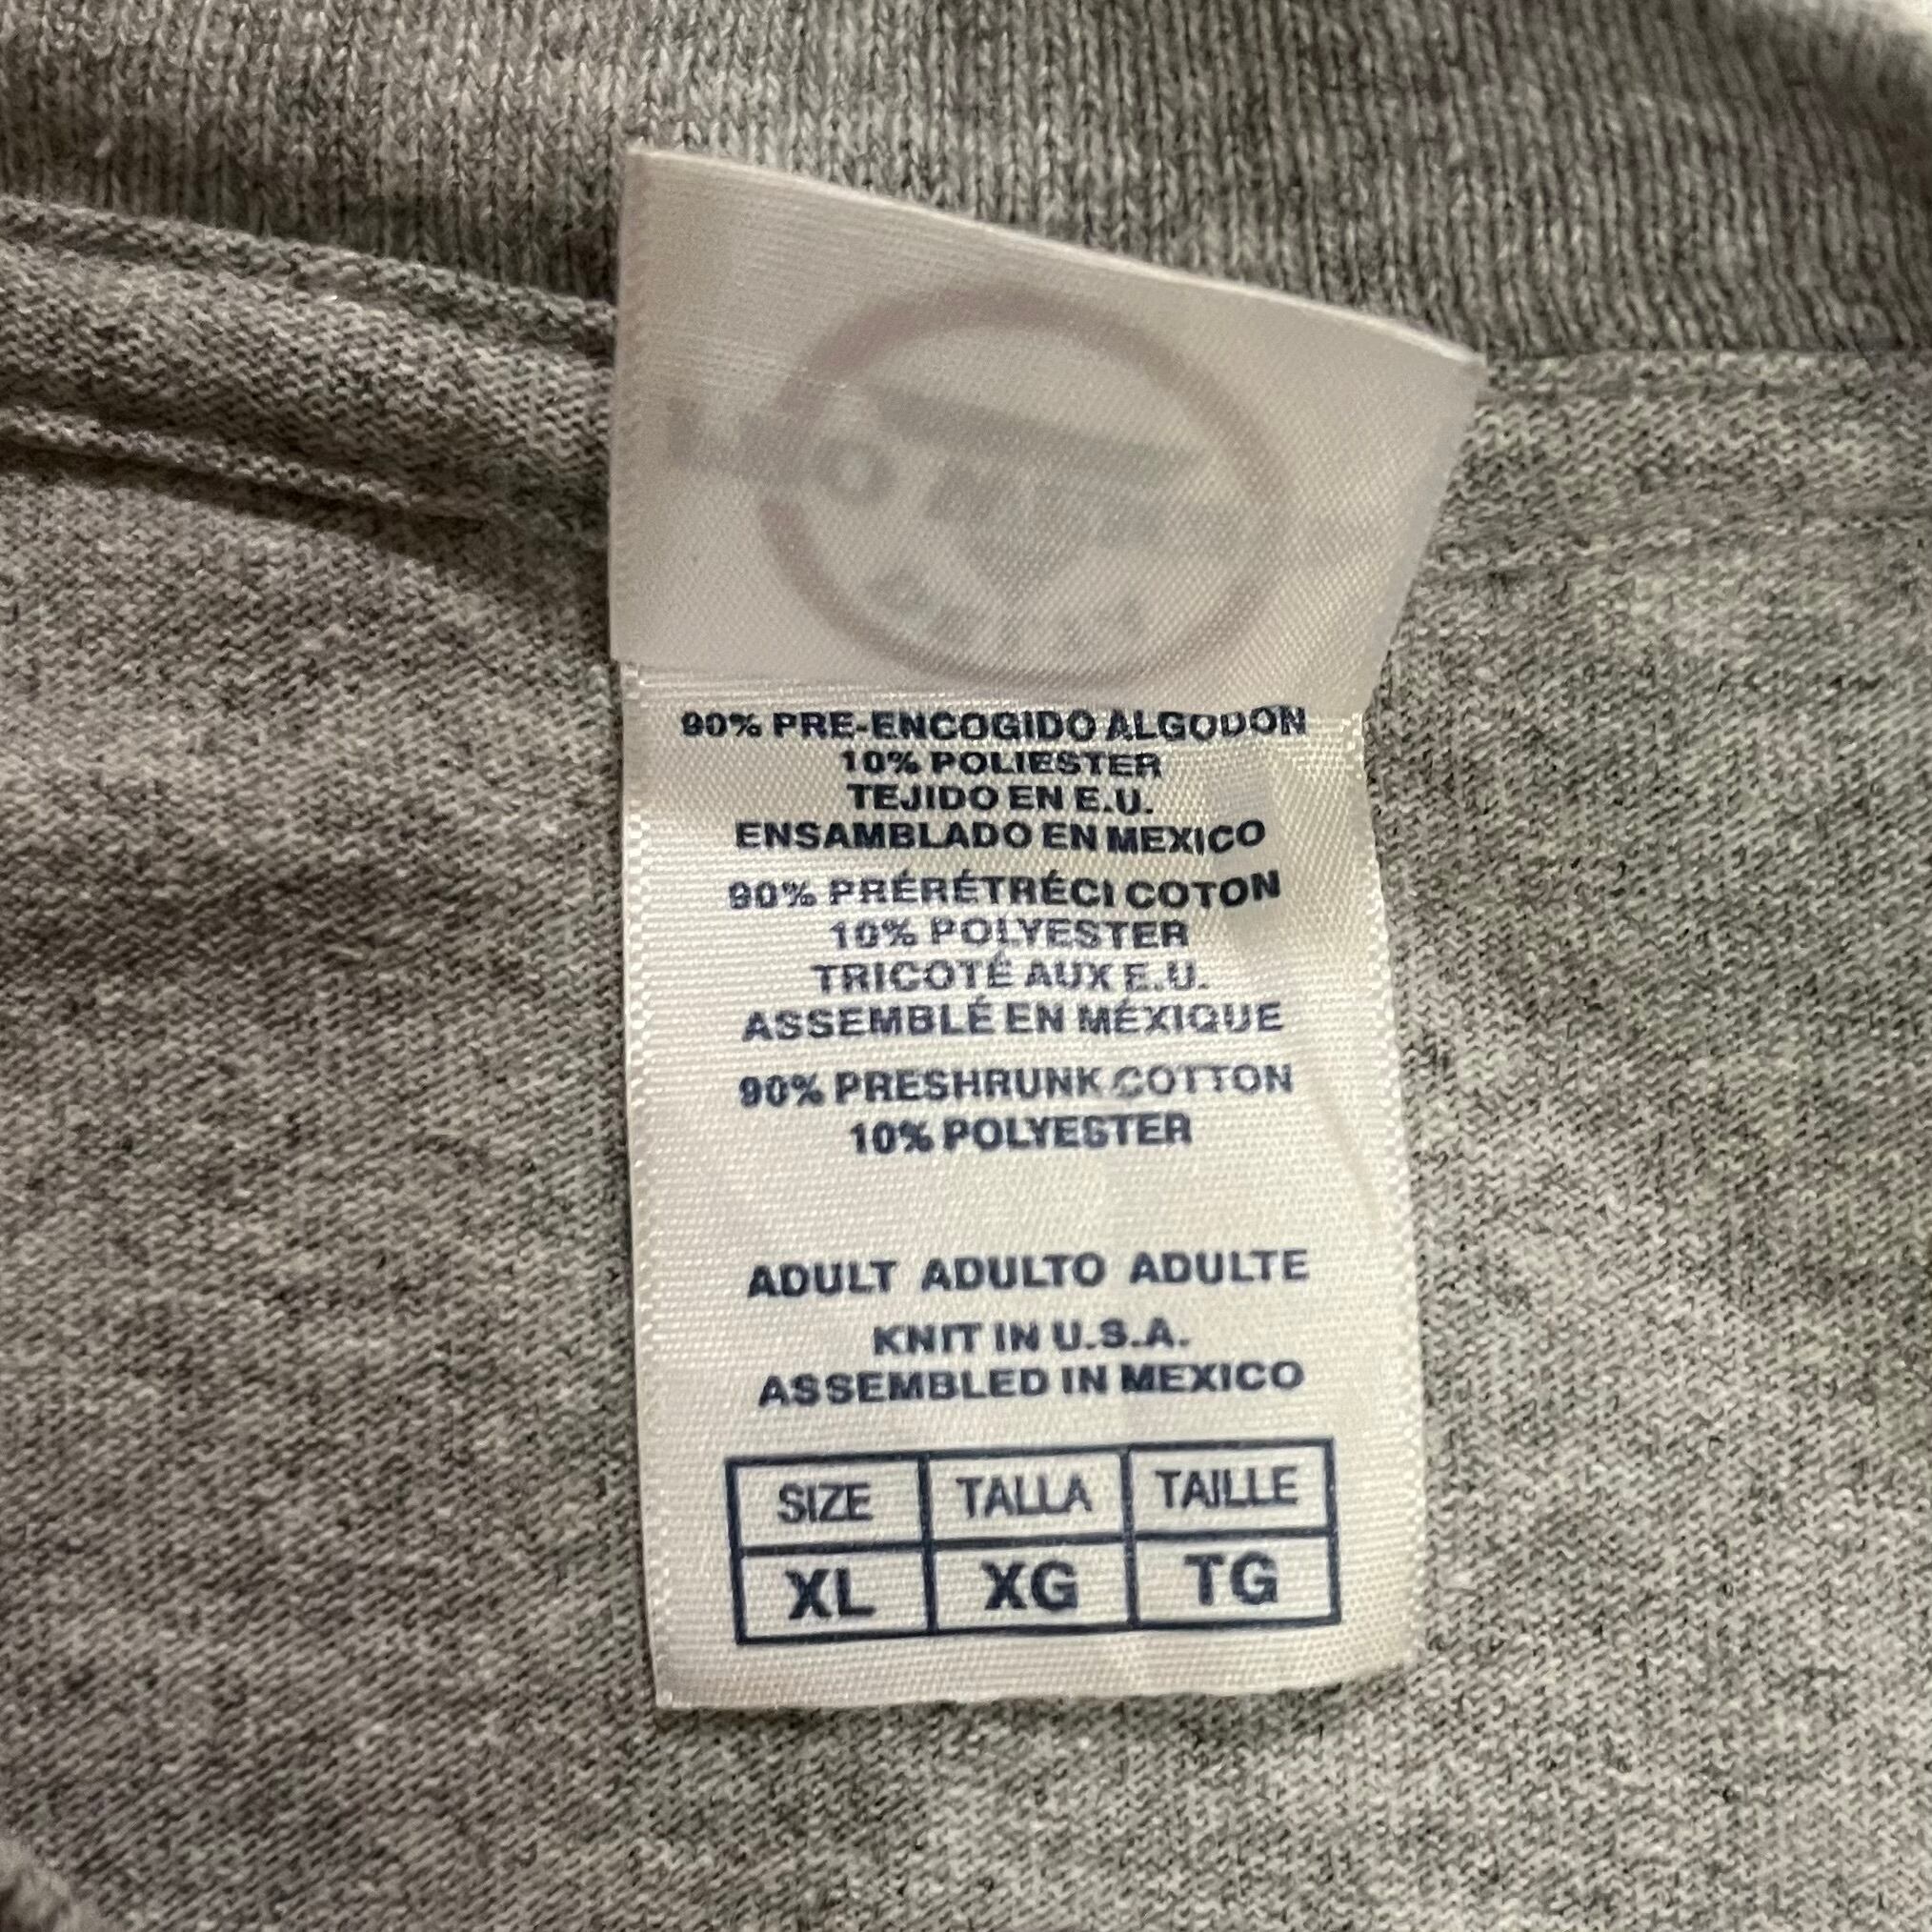 90% PRE-ENCOGIDO ALGODON
10% POLIESTER
TEJIDO EN E.U.
ENSAMBLADO EN MEXICO
90% PRÉRÉTRÉCI COTON
10% POLYESTER
TRICOTÉ AUX E.U.
ASSEMBLÉ EN MÉXIQUE
90% PRESHRUNK COTTON
10% POLYESTER
ADULT ADULTO ADULTE
KNIT IN U.S.A.
ASSEMBLED IN MEXICO
SIZE TALLA TAILLE
XL XG TG